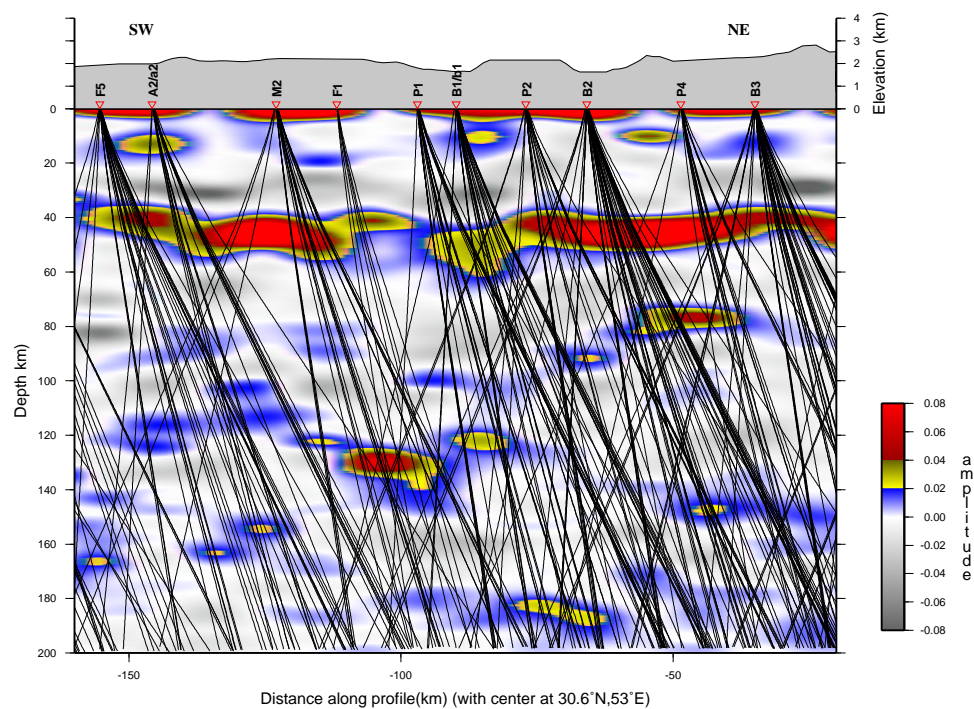 SW
NE
F5
A2/a2
M2
F1
P1
B1/b1
P2
B2
P4
B3
4
3
2
1
0
Elevation (km)
0
20
40
60
80
100
120
140
160
180
200
Depth km)
-150
-100
-50
Distance along profile(km) (with center at 30.6˚N,53˚E)
0.08
0.06
0.04
0.02
0.00
-0.02
-0.04
-0.06
-0.08
amplitude